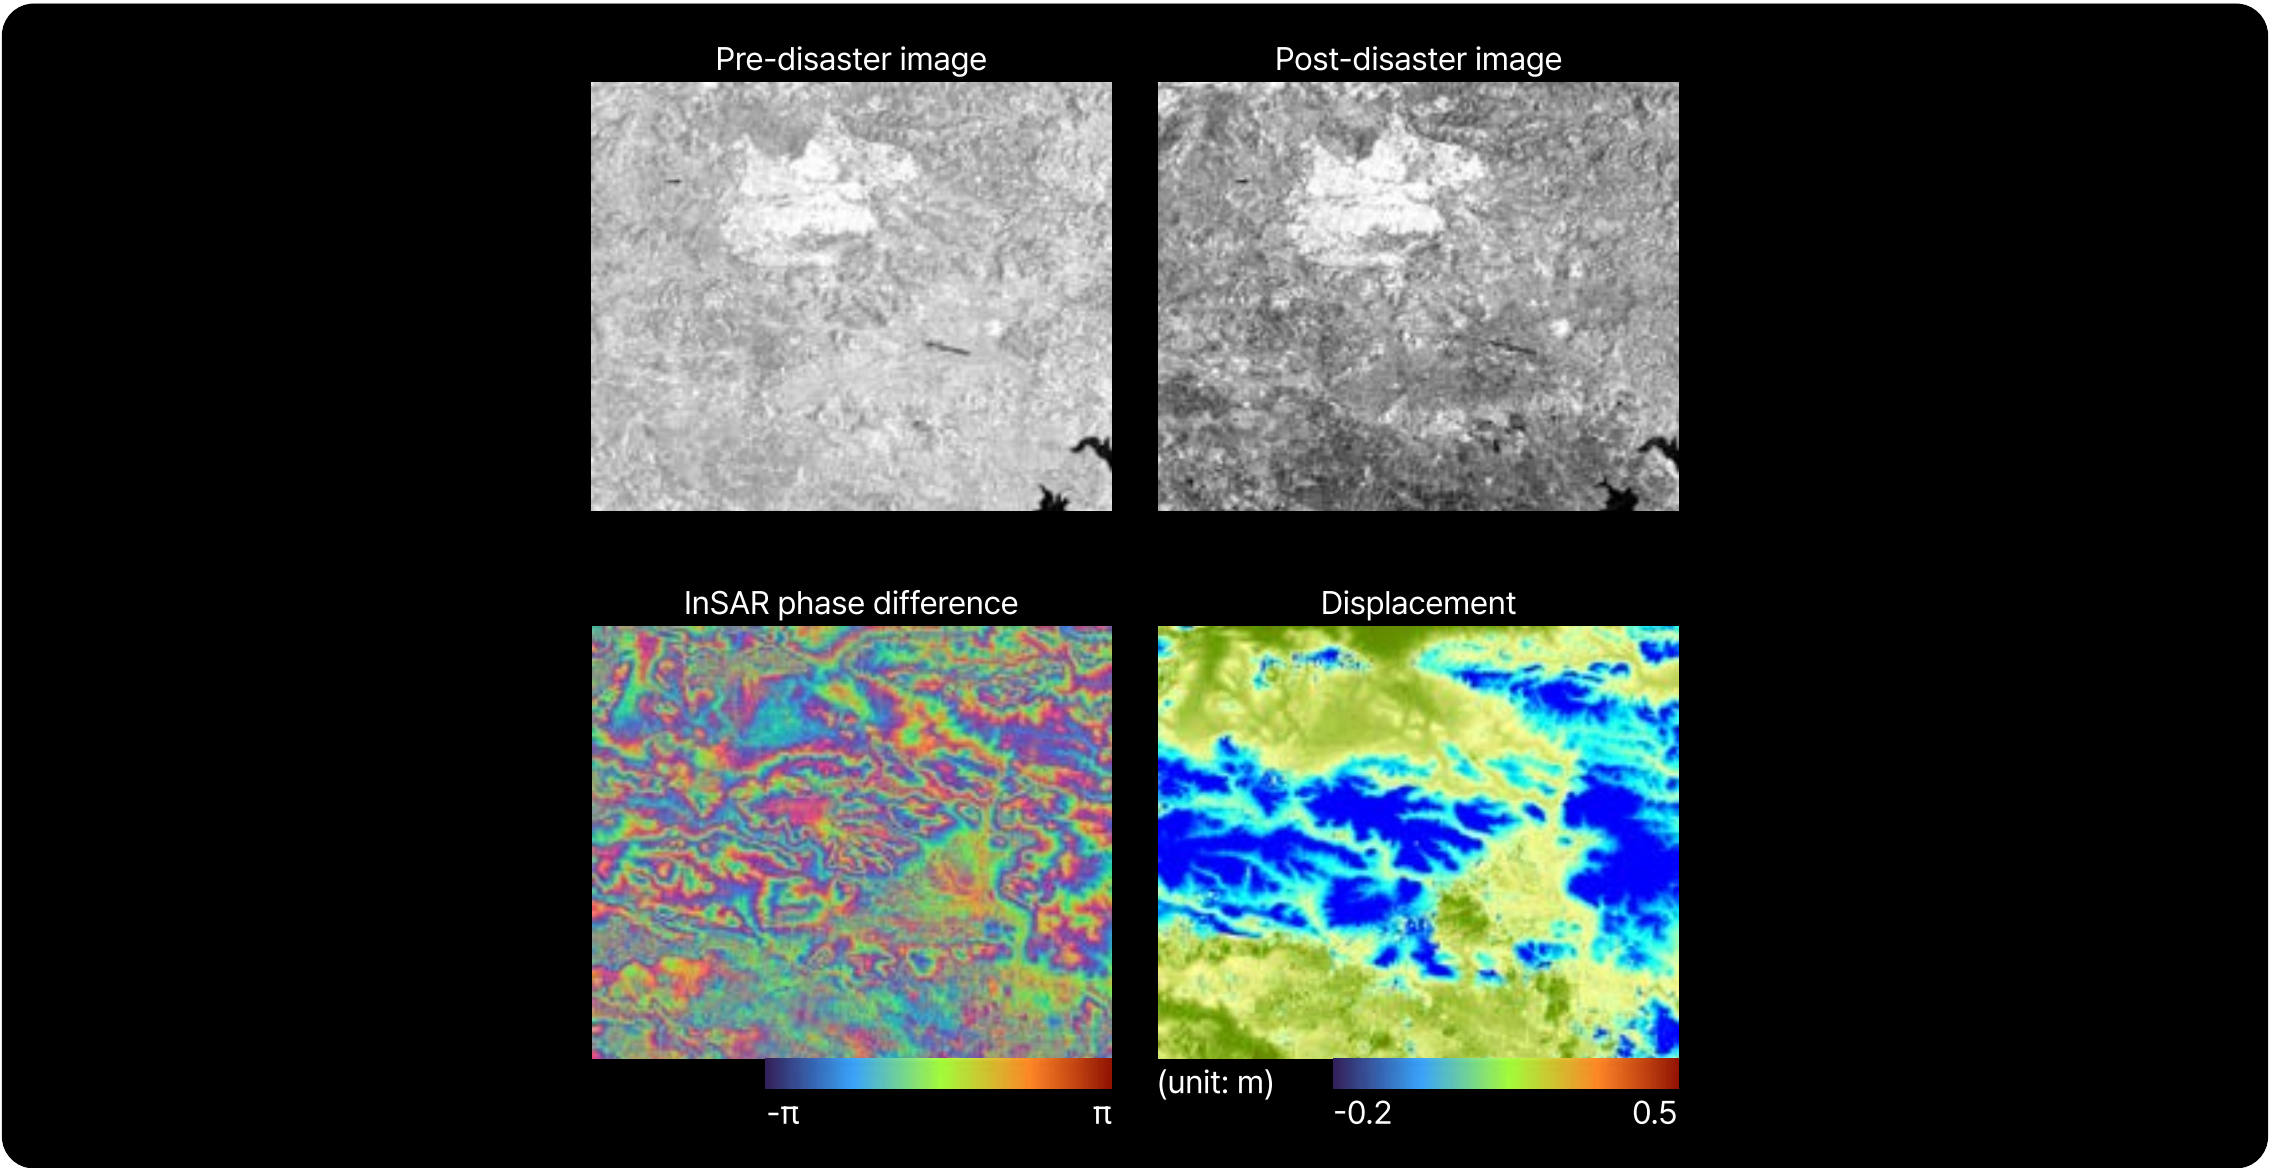 Pre-disaster image
Post-disaster image
InSAR phase difference
Displacement
-π
π
(unit: m)
-0.2
0.5